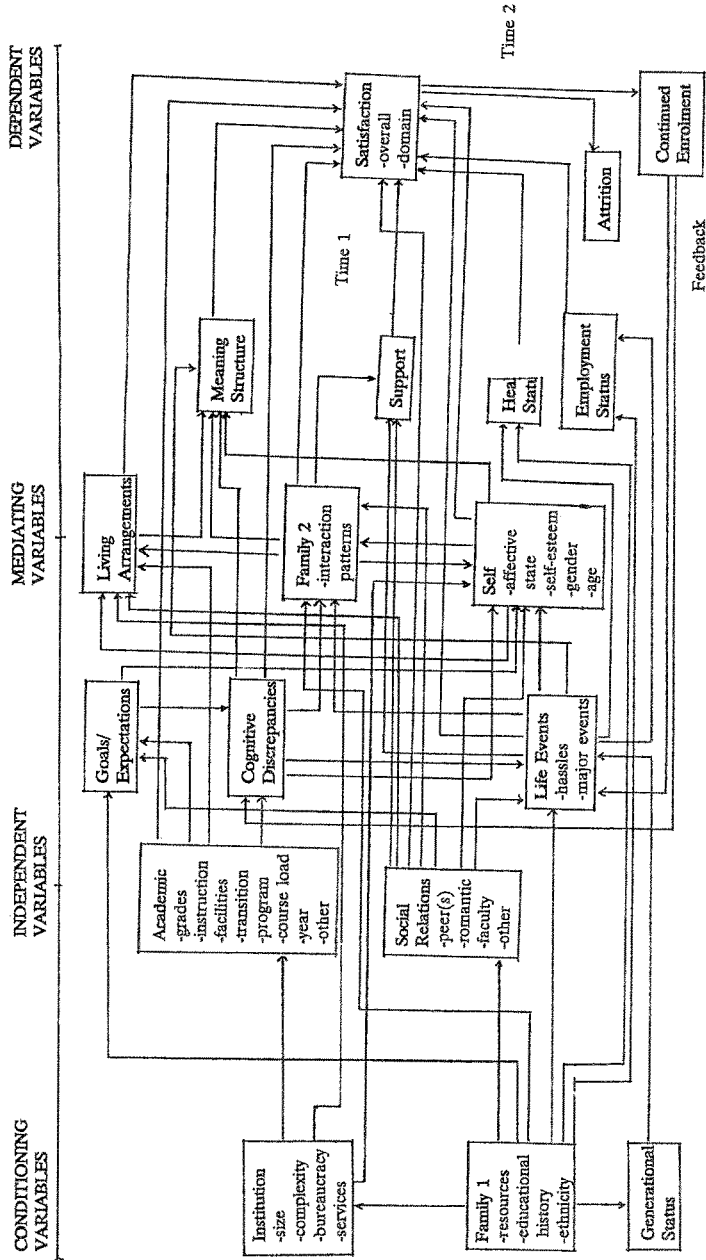 CONDITIONING
VARIABLES
INDEPENDENT
VARIABLES
MEDIATING
VARIABLES
DEPENDENT
VARIABLES
Institution
-size
-complexity
-bureaucracy
-services
Family 1
-resources
-educational
history
-ethnicity
Generational
Status
Academic
-grades
-instruction
-facilities
-transition
-program
-course load
-year
-other
Social
Relations
-peer(s)
-romantic
-faculty
-other
Goals/
Expectations
Cognitive
Discrepancies
Life Events
-hassles
-major events
Living
Arrangements
Family 2
-interaction
patterns
Self
-affective
state
-self-esteem
-gender
-age
Meaning
Structure
Support
Heal
Statu
Employment
Status
Time 1
Satisfaction
-overall
-domain
Attrition
Continued
Enrolment
Time 2
Feedback